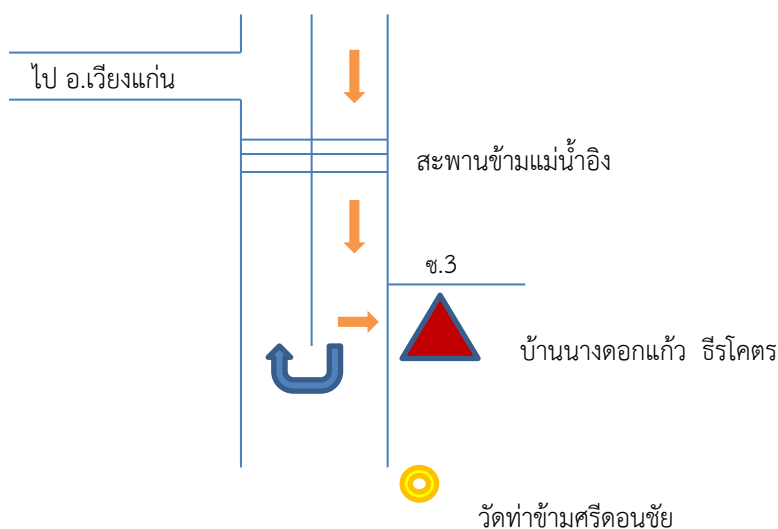 ไป อ.เวียงแก่น
สะพานข้ามแม่น้ำอิง
ซ.3
บ้านนางดอกแก้ว ธีรโคตร
วัดท่าข้ามศรีดอนชัย